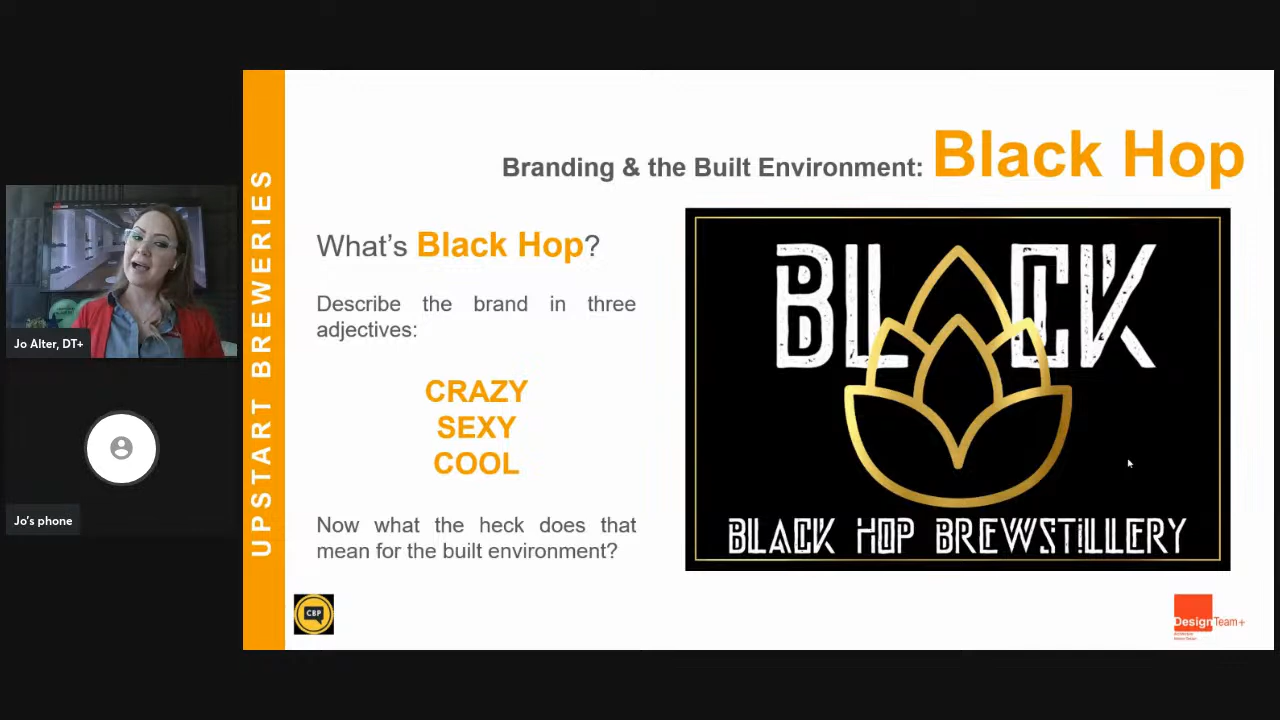 UPSTART BREWERIES
Branding & the Built Environment: Black Hop
What's Black Hop?
Describe the brand in three
adjectives:
CRAZY
SEXY
COOL
Now what the heck does that
mean for the built environment?
BLACK
BLACK HOP BREWSTILLERY
Jo Alter, DT+
Jo's phone
CBP
DesignTeam+